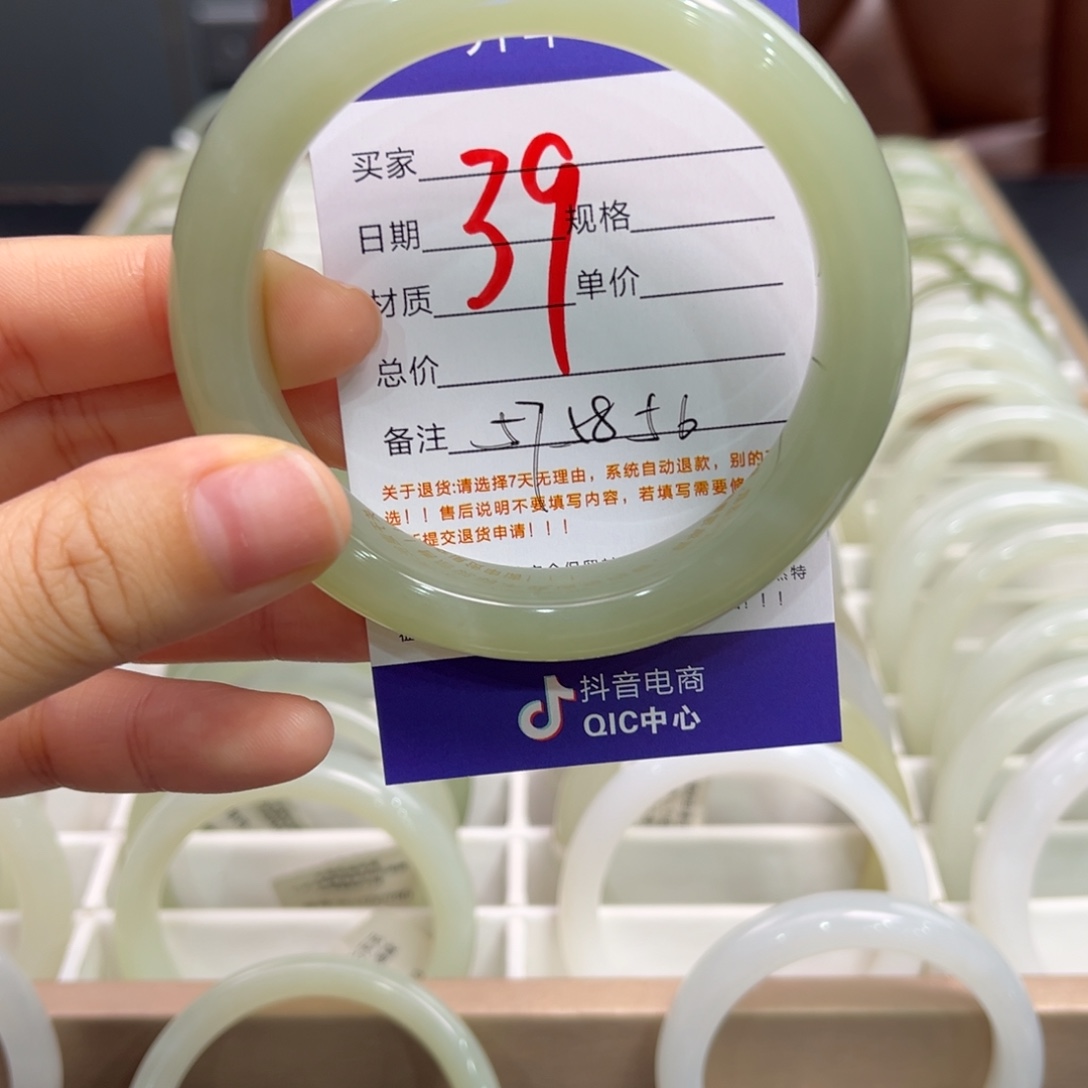 买家
39
日期 规格
材质 单价
总价
备注 57x8 56
关于退货:请选择7天无理由，系统自动退款，别的
选！！售后说明不要填写内容，若填写需要
提交退货申请！！！
抖音电商
QIC中心